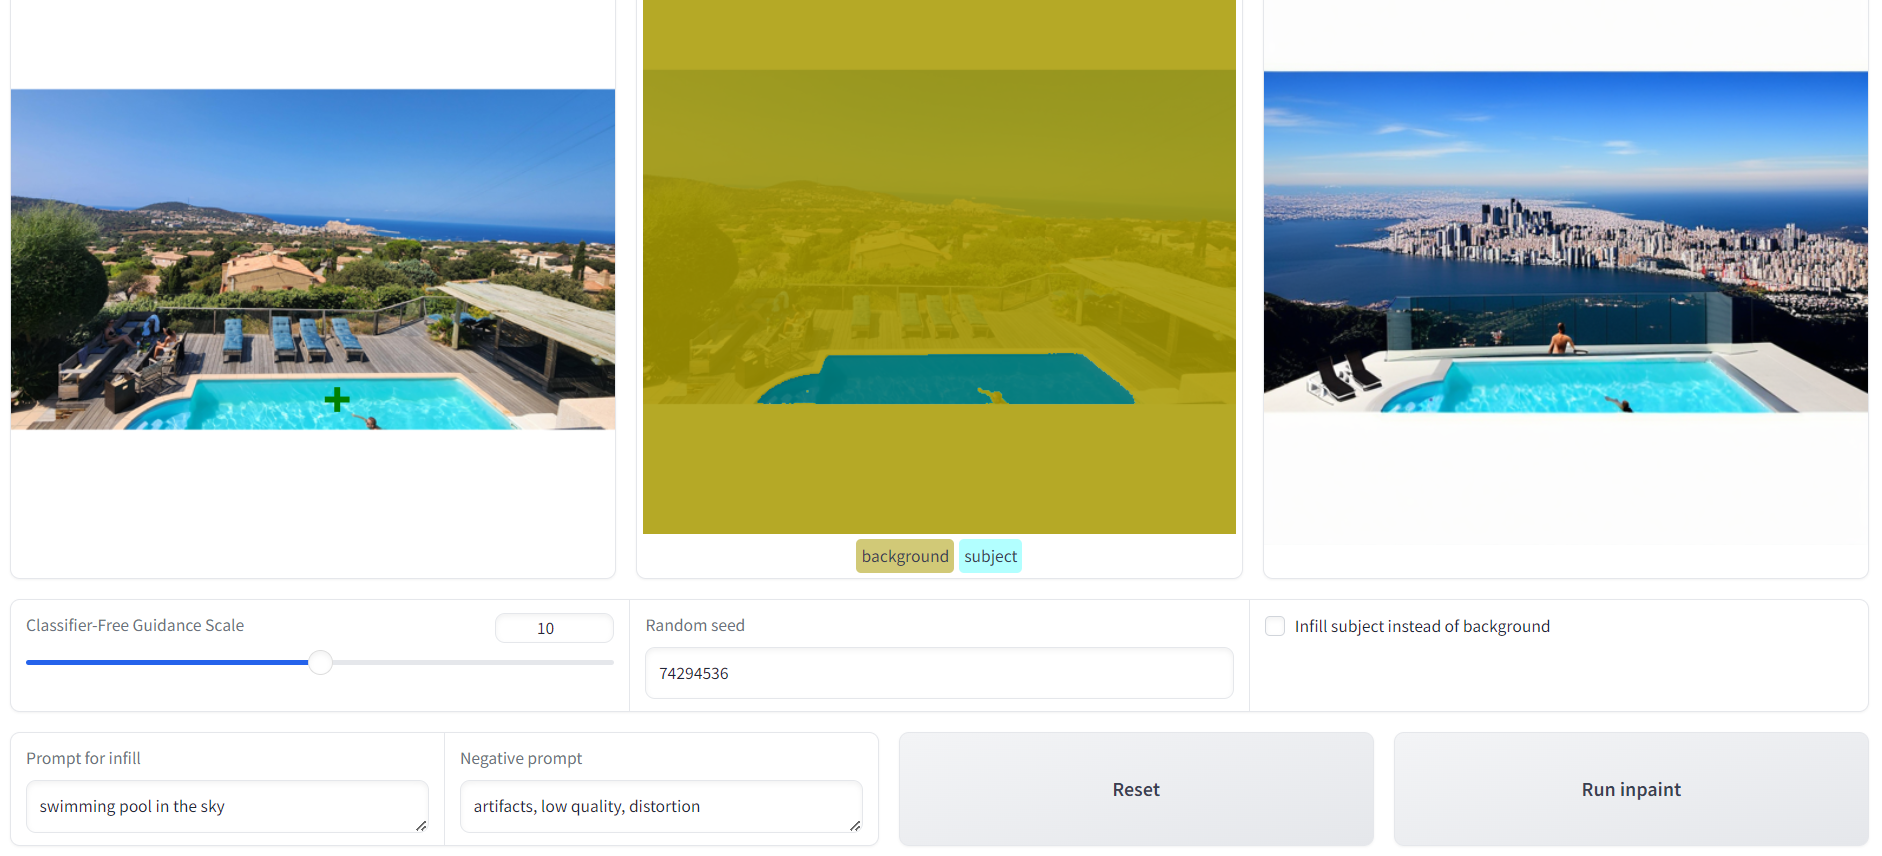 background subject
Classifier-Free Guidance Scale
10
Random seed
74294536
Infill subject instead of background
Prompt for infill
swimming pool in the sky
Negative prompt
artifacts, low quality, distortion
Reset
Run inpaint